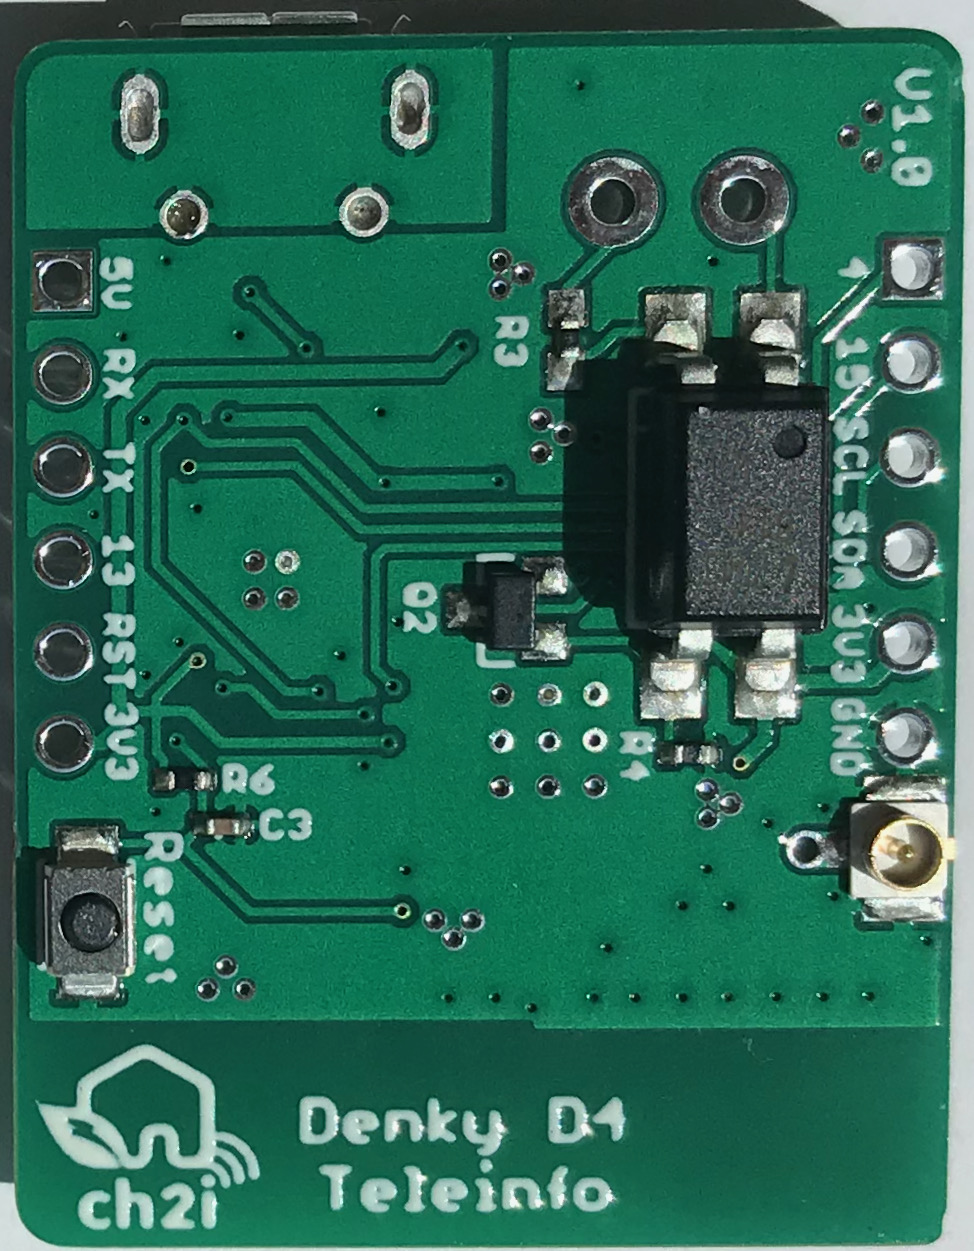 V1.0
5V
RX
TX
13
RST
3V3
4
19
SCL
SDA
3V3
GND
R3
Q2
R4
R6
C3
Reset
ch2i
Denky D4
Teleinfo